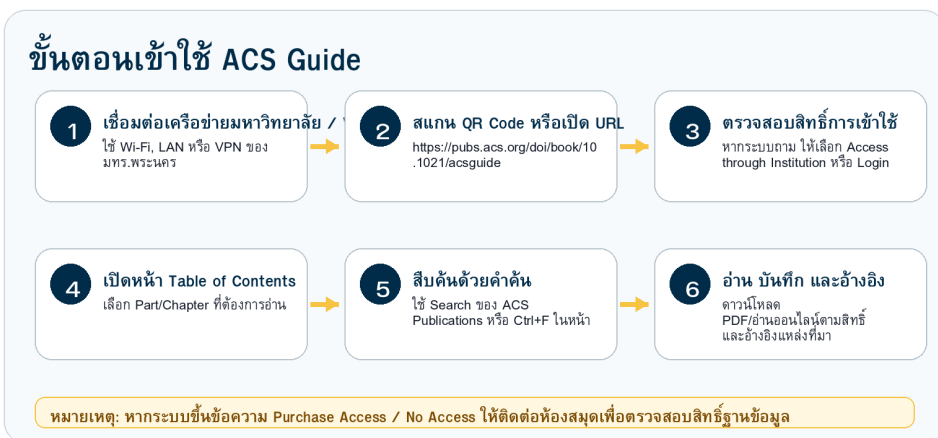 ขั้นตอนเข้าใช้ ACS Guide
1
เชื่อมต่อเครือข่ายมหาวิทยาลัย /
ใช้ Wi-Fi, LAN หรือ VPN ของ
มทร.พระนคร
2
สแกน QR Code หรือเปิด URL
https://pubs.acs.org/doi/book/10
.1021/acsguide
3
ตรวจสอบสิทธิ์การเข้าใช้
หากระบบถาม ให้เลือก Access
through Institution หรือ Login
4
เปิดหน้า Table of Contents
เลือก Part/Chapter ที่ต้องการอ่าน
5
สืบค้นด้วยคำค้น
ใช้ Search ของ ACS
Publications หรือ Ctrl+F ในหน้า
6
อ่าน บันทึก และอ้างอิง
ดาวน์โหลด
PDF/อ่านออนไลน์ตามสิทธิ์
และอ้างอิงแหล่งที่มา
หมายเหตุ: หากระบบขึ้นข้อความ Purchase Access / No Access ให้ติดต่อห้องสมุดเพื่อตรวจสอบสิทธิ์ฐานข้อมูล